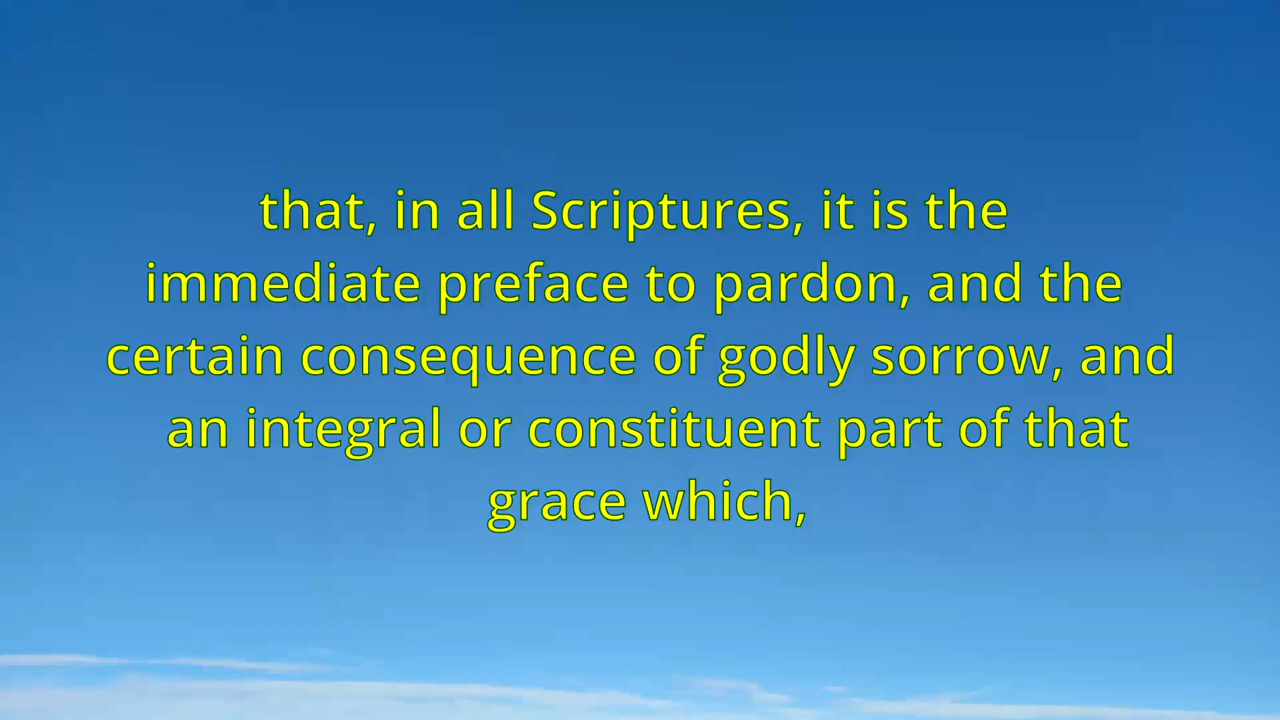 that, in all Scriptures, it is the
immediate preface to pardon, and the
certain consequence of godly sorrow, and
an integral or constituent part of that
grace which,